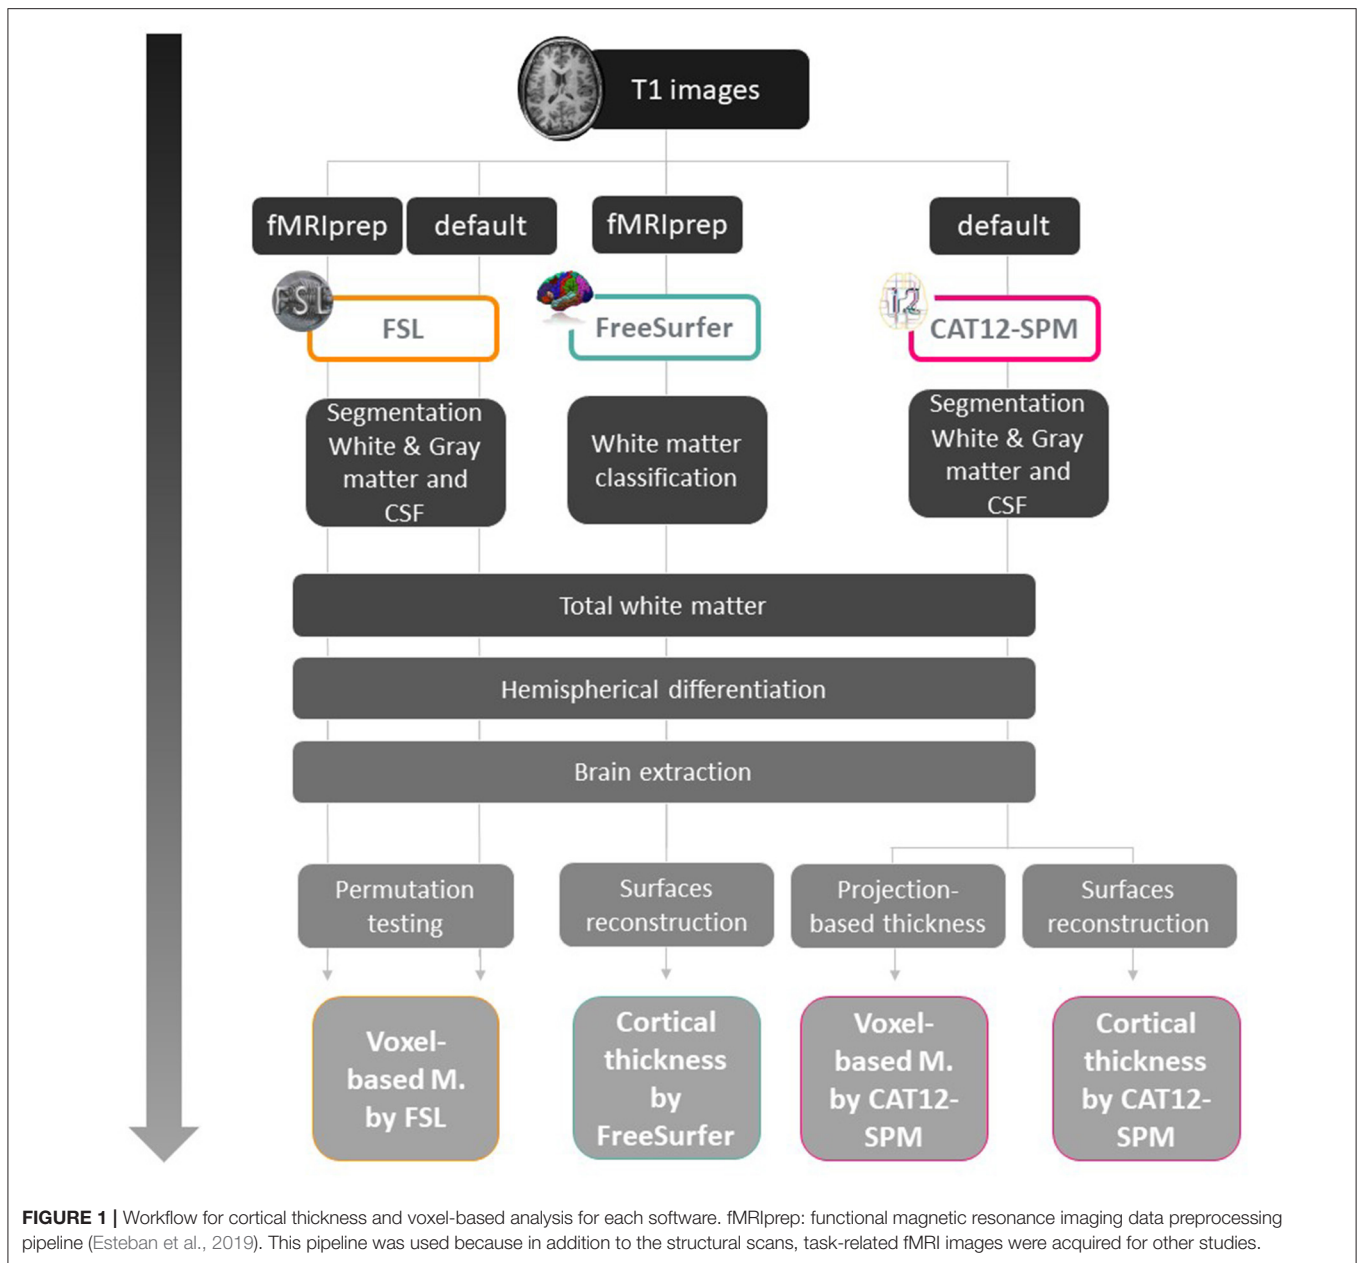 T1 images
fMRIprep
default
fMRIprep
default
FSL
FSL
FreeSurfer
12
CAT12-SPM
Segmentation
White & Gray
matter and
CSF
White matter
classification
Segmentation
White & Gray
matter and
CSF
Total white matter
Hemispherical differentiation
Brain extraction
Permutation
testing
Surfaces
reconstruction
Projection-
based thickness
Surfaces
reconstruction
Voxel-
based M.
by FSL
Cortical
thickness
by
FreeSurfer
Voxel-
based M.
by CAT12-
SPM
Cortical
thickness
by CAT12-
SPM
FIGURE 1 | Workflow for cortical thickness and voxel-based analysis for each software. fMRIprep: functional magnetic resonance imaging data preprocessing
pipeline (Esteban et al., 2019). This pipeline was used because in addition to the structural scans, task-related fMRI images were acquired for other studies.